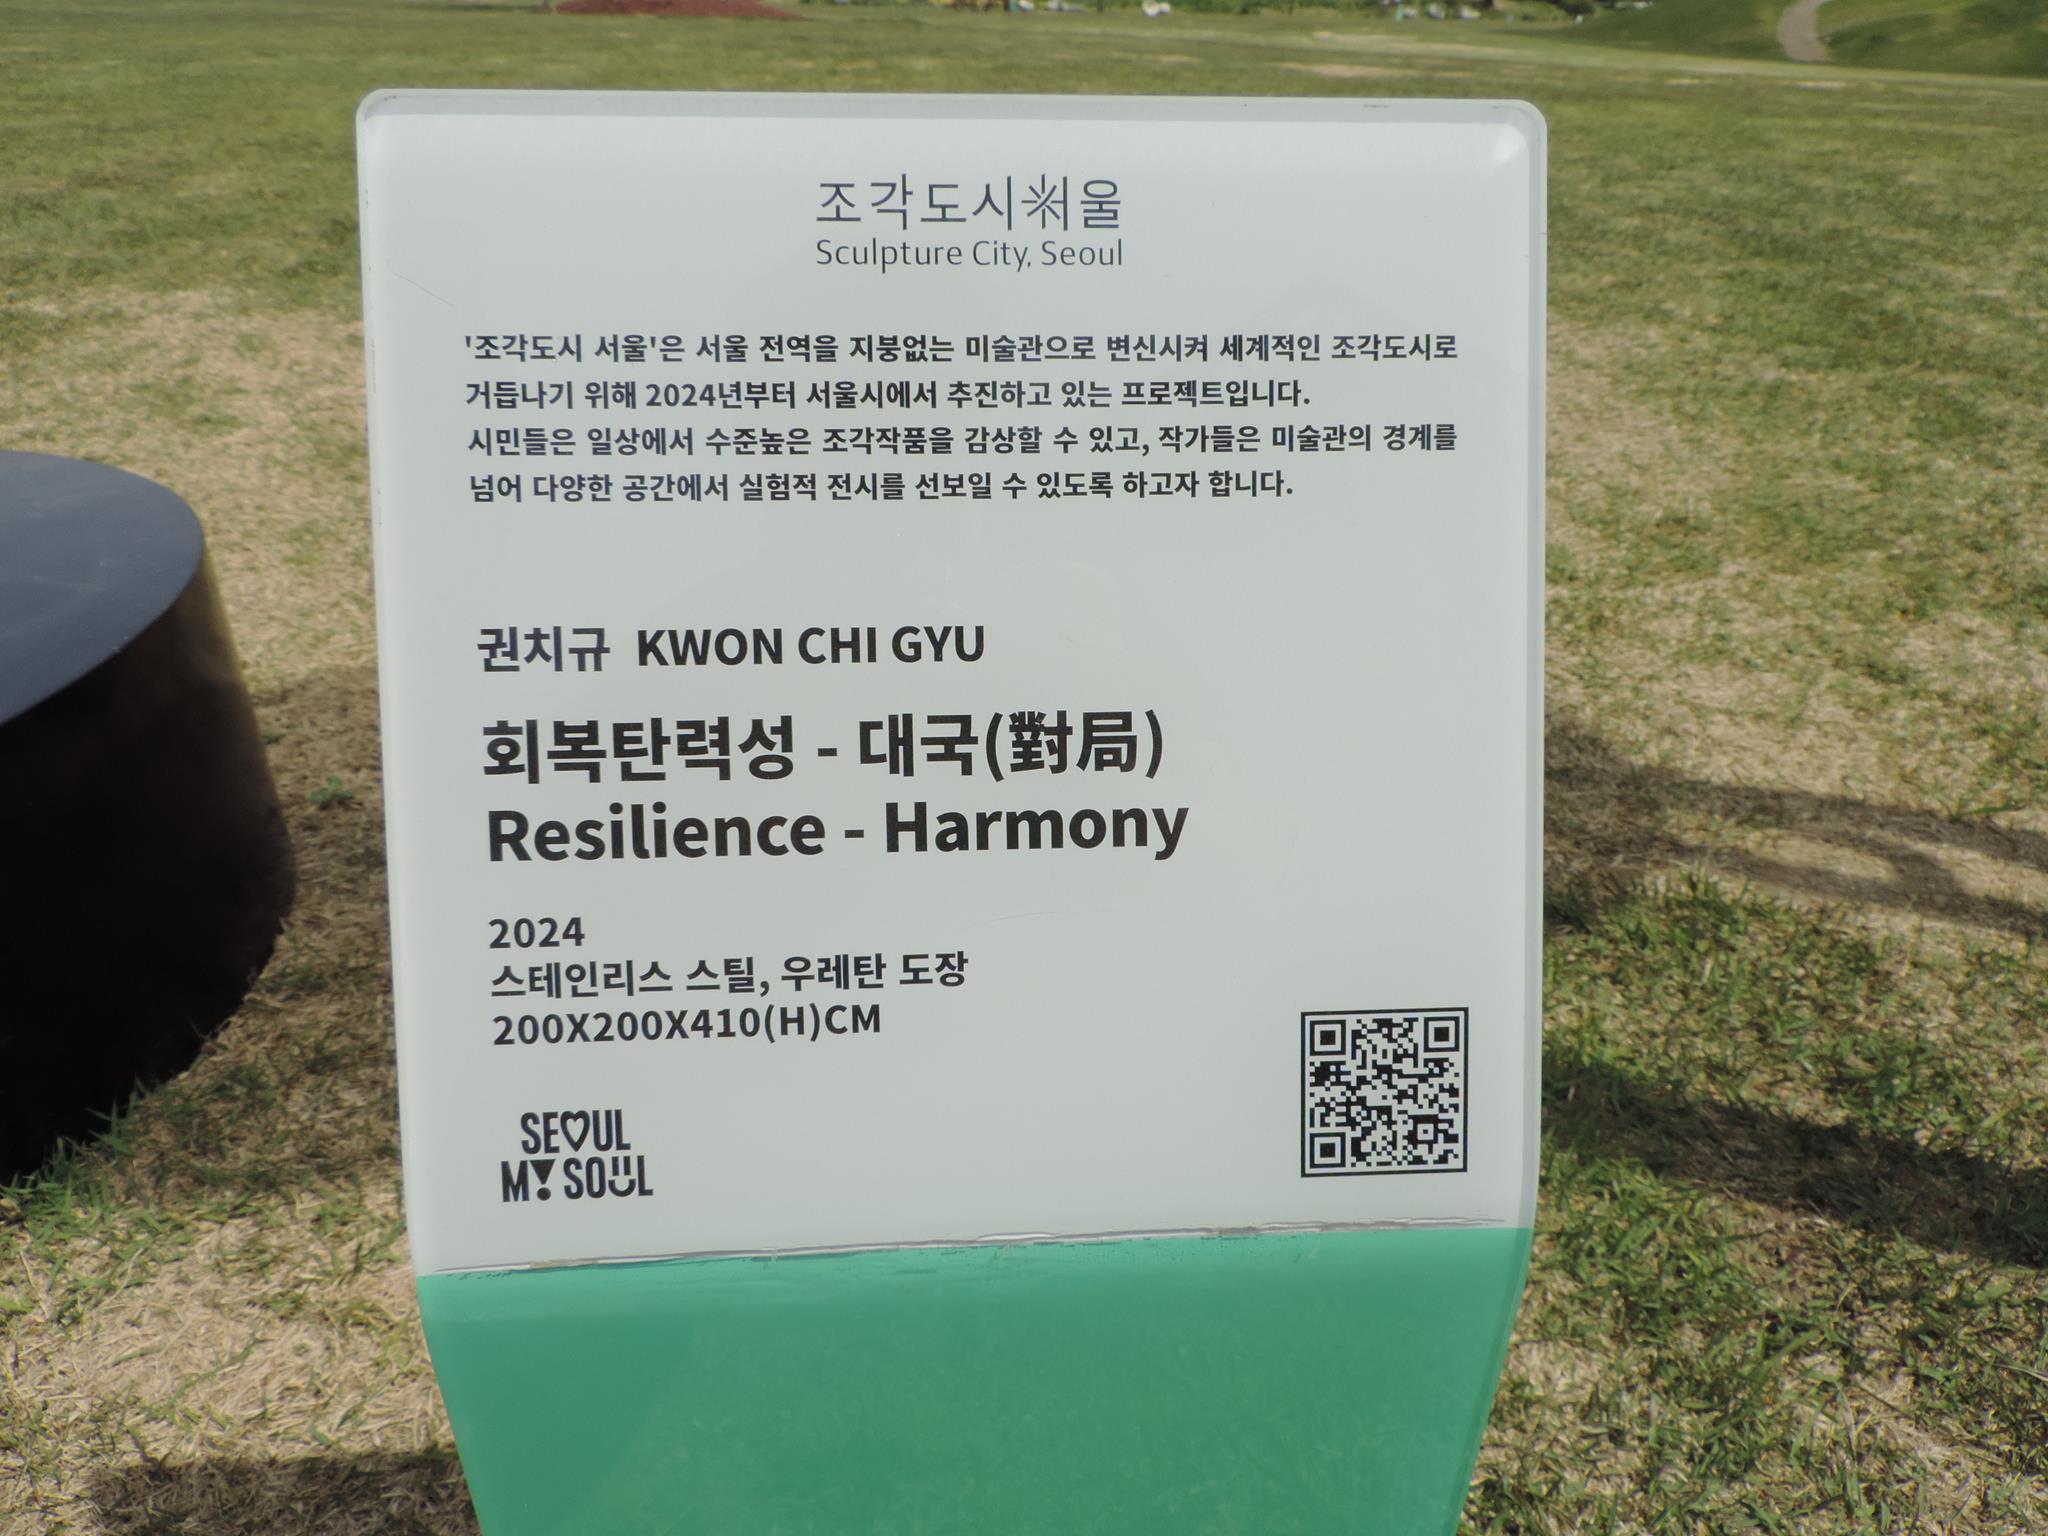 조각도시서울
Sculpture City, Seoul
'조각도시 서울'은 서울 전역을 지붕없는 미술관으로 변신시켜 세계적인 조각도시로
거듭나기 위해 2024년부터 서울시에서 추진하고 있는 프로젝트입니다.
시민들은 일상에서 수준높은 조각작품을 감상할 수 있고, 작가들은 미술관의 경계를
넘어 다양한 공간에서 실험적 전시를 선보일 수 있도록 하고자 합니다.
권치규 KWON CHI GYU
회복탄력성 - 대국(對局)
Resilience - Harmony
2024
스테인리스 스틸, 우레탄 도장
200X200X410(H)CM
SEOUL
MY SOUL